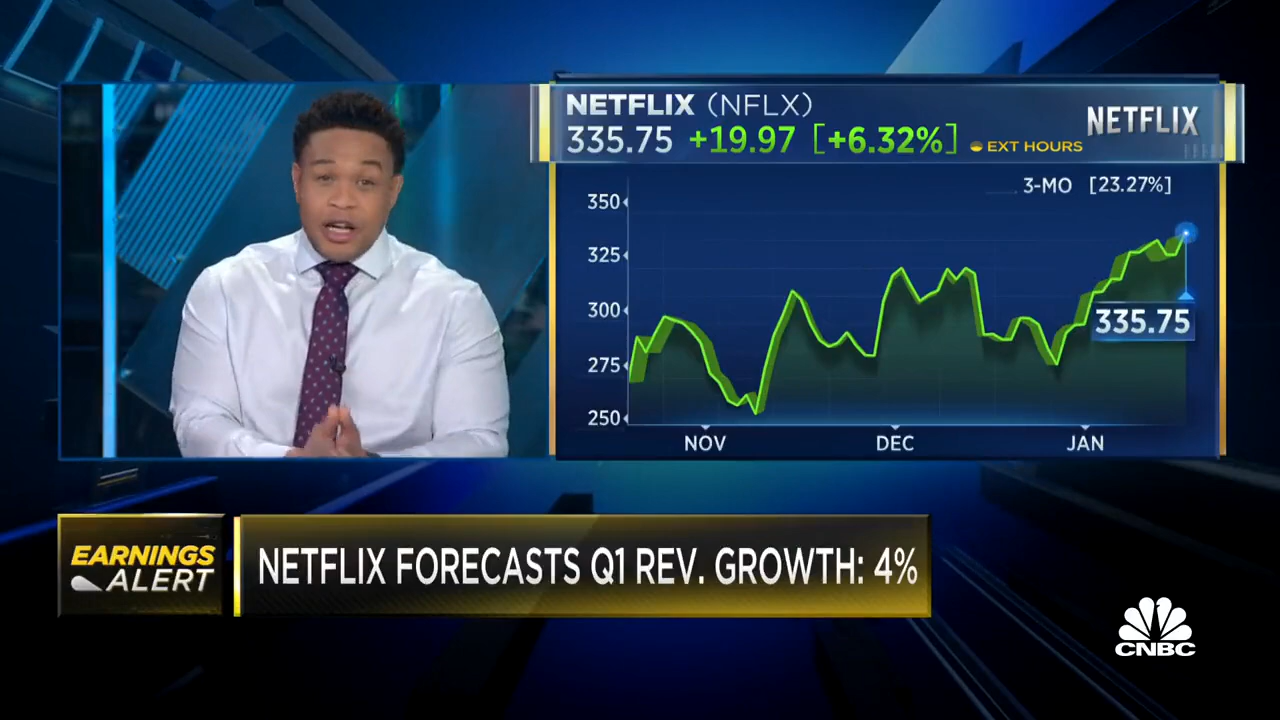 NETFLIX (NFLX)
335.75 +19.97 [+6.32%] EXT HOURS
NETFLIX
3-MO [23.27%]
350
325
300
275
250
335.75
NOV DEC JAN
EARNINGS
ALERT
NETFLIX FORECASTS Q1 REV. GROWTH: 4%
CNBC